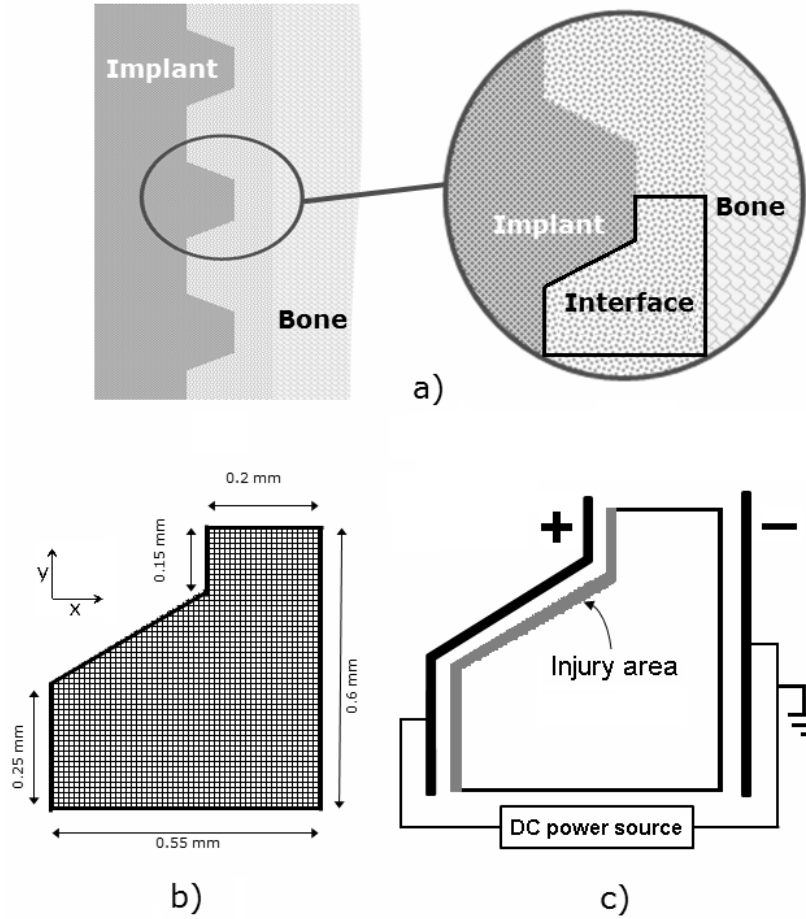 Implant
Bone
Implant
Bone
Interface
a)
0.2 mm
0.15 mm
y
x
0.25 mm
0.6 mm
0.55 mm
b)
+
−
Injury area
DC power source
c)